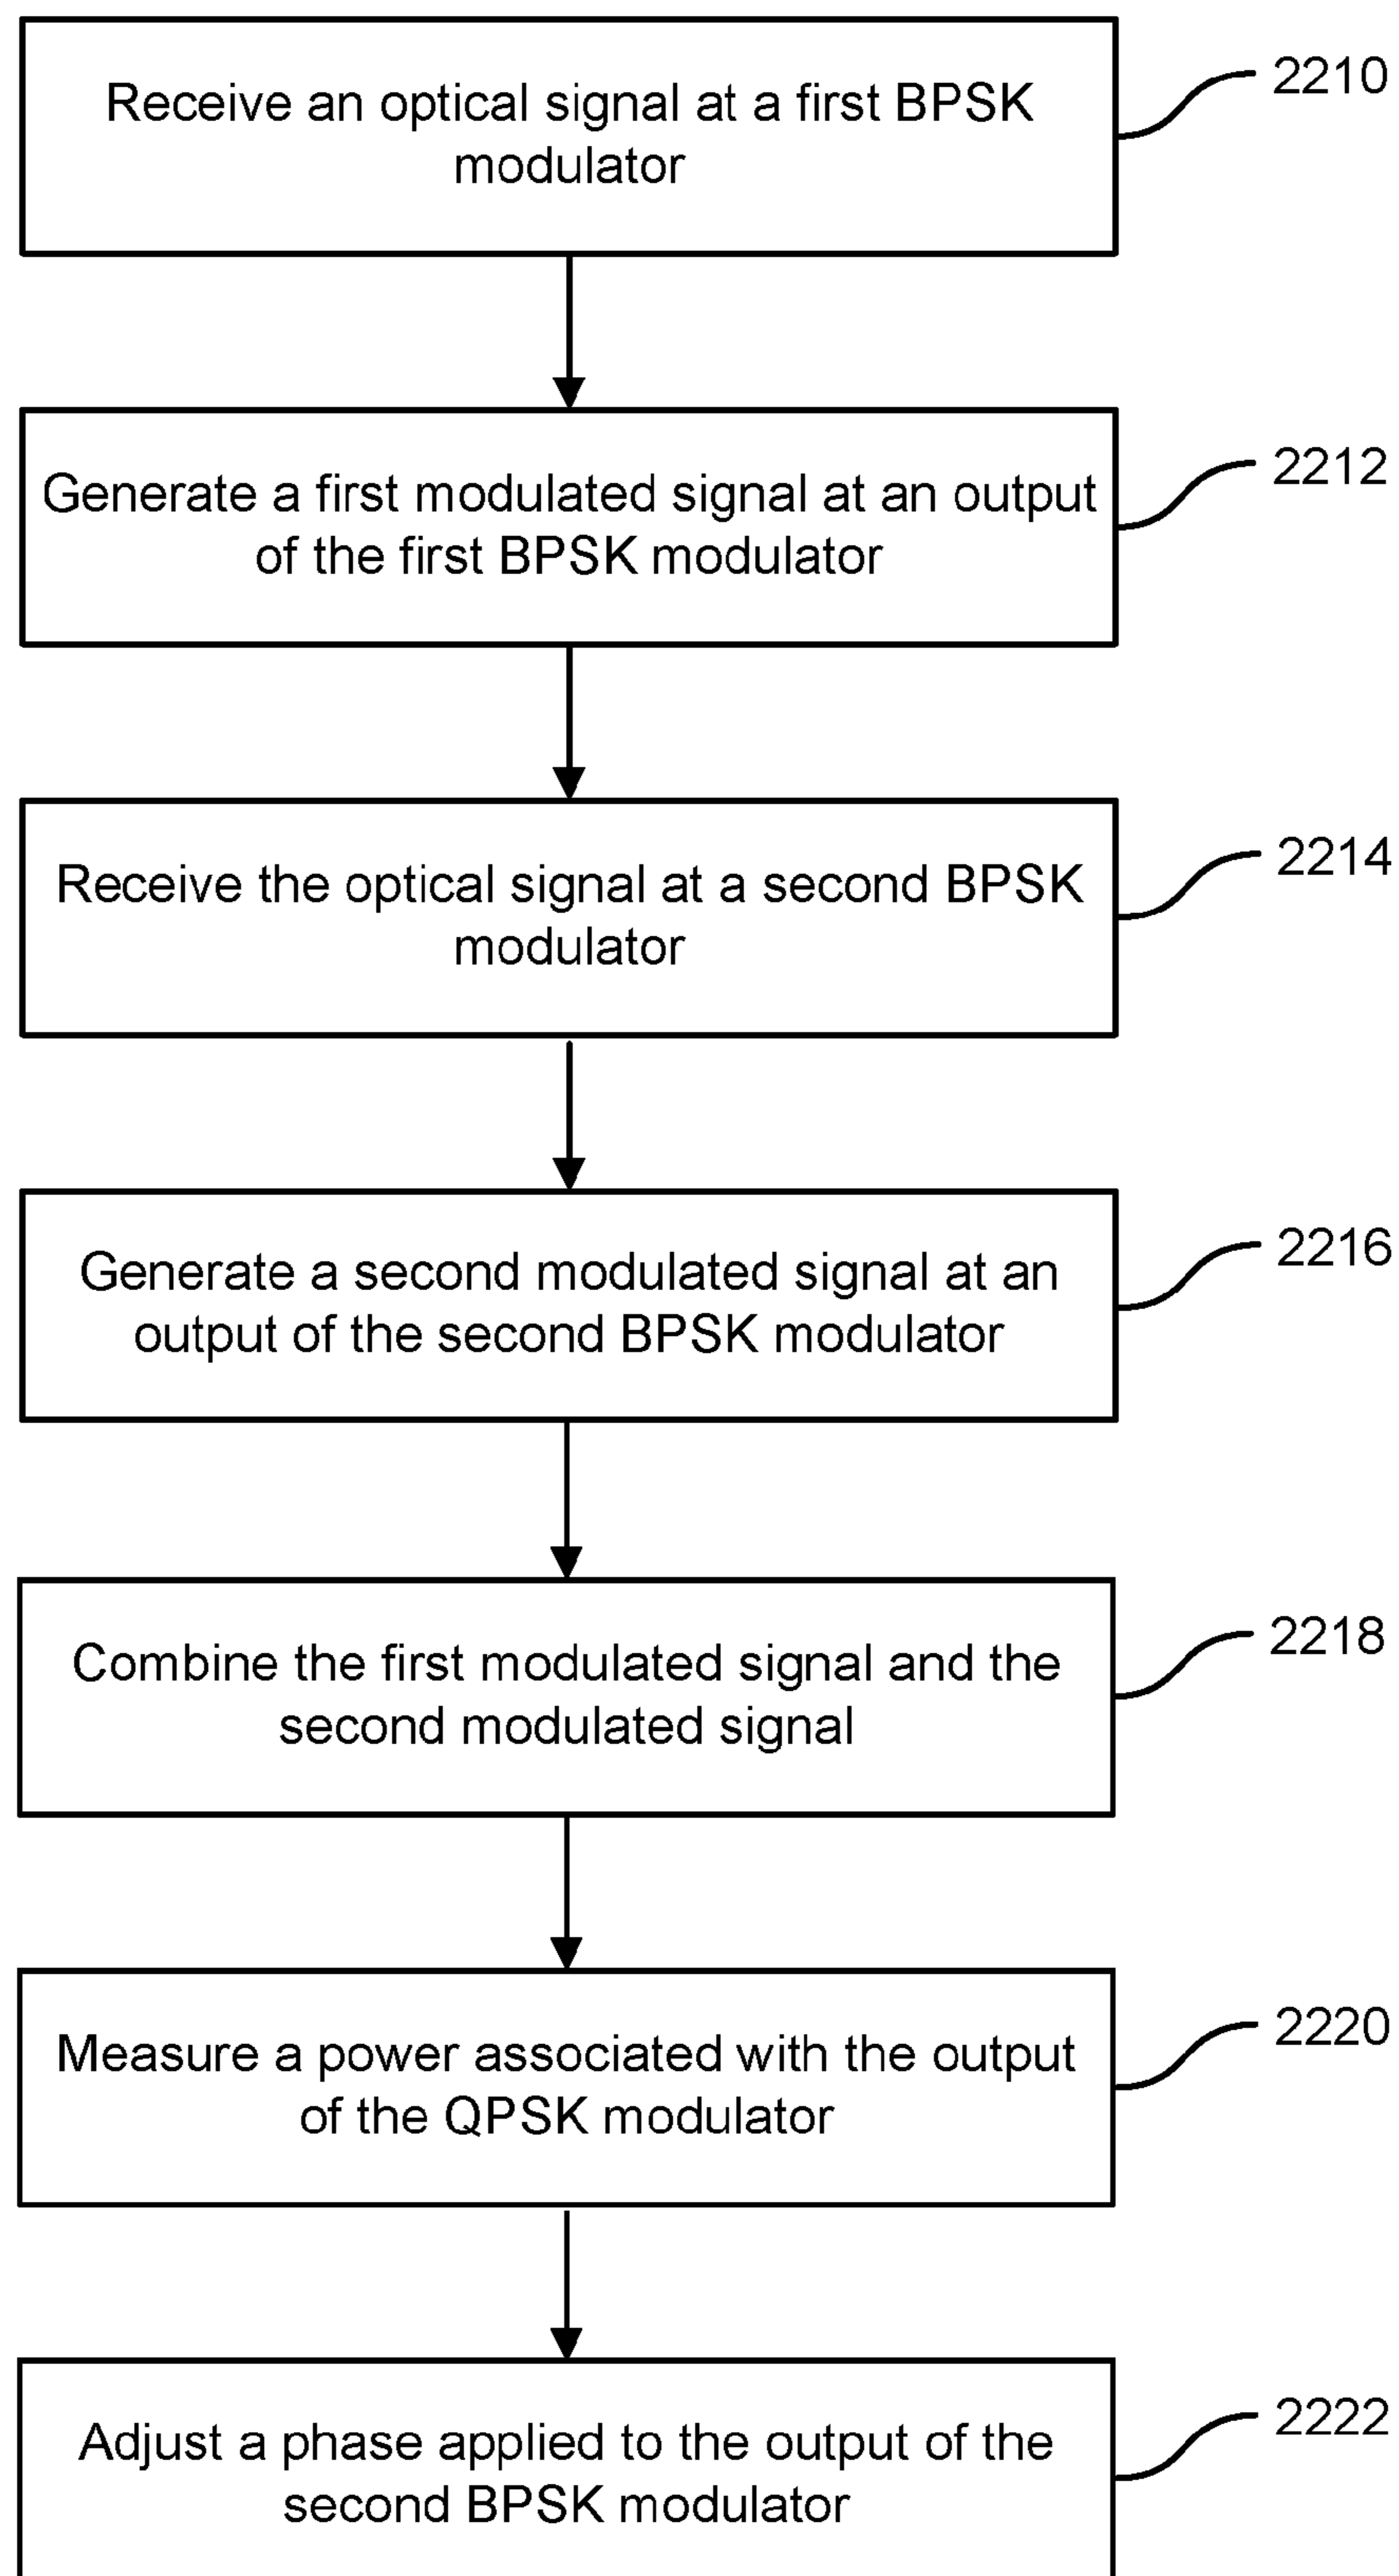 Receive an optical signal at a first BPSK
modulator
2210
Generate a first modulated signal at an output
of the first BPSK modulator
2212
Receive the optical signal at a second BPSK
modulator
2214
Generate a second modulated signal at an
output of the second BPSK modulator
2216
Combine the first modulated signal and the
second modulated signal
2218
Measure a power associated with the output
of the QPSK modulator
2220
Adjust a phase applied to the output of the
second BPSK modulator
2222